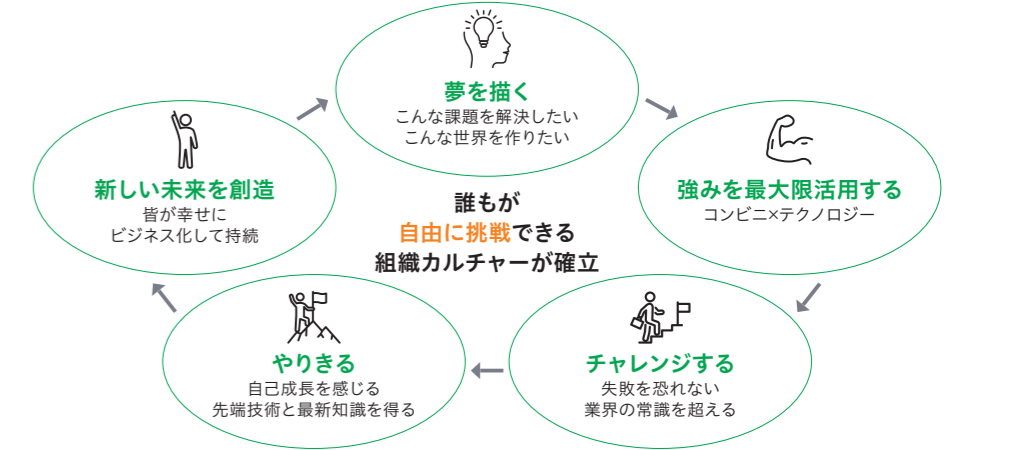 夢を描く
こんな課題を解決したい
こんな世界を作りたい
強みを最大限活用する
コンビニ×テクノロジー
チャレンジする
失敗を恐れない
業界の常識を超える
やりきる
自己成長を感じる
先端技術と最新知識を得る
新しい未来を創造
皆が幸せに
ビジネス化して持続
誰もが
自由に挑戦できる
組織カルチャーが確立